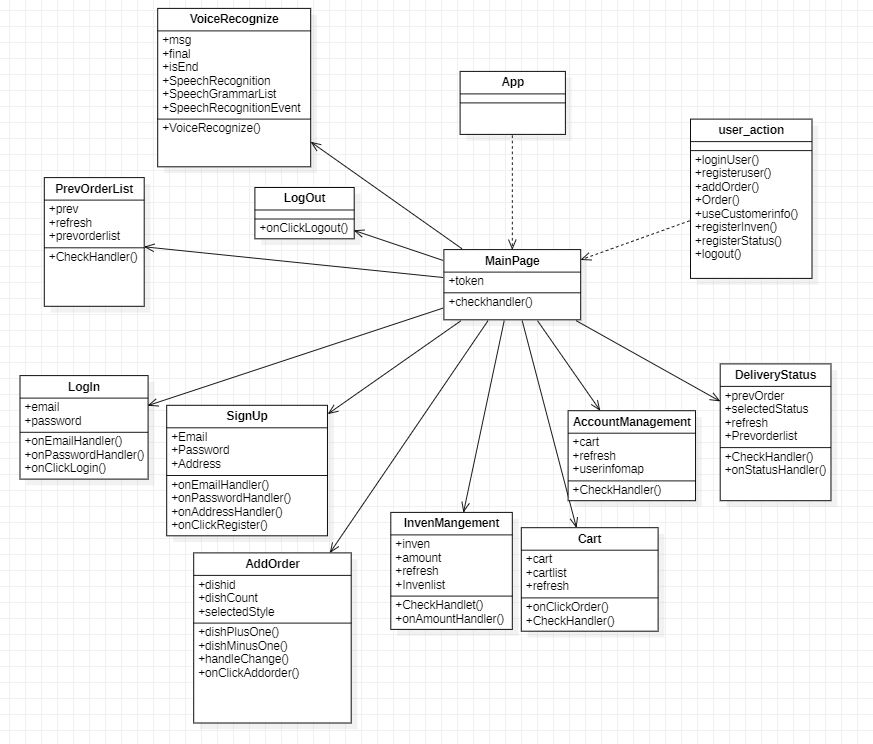 VoiceRecognize
+msg
+final
+isEnd
+SpeechRecognition
+SpeechGrammarList
+SpeechRecognitionEvent
+VoiceRecognize()
App
user_action
+loginUser()
+registeruser()
+addOrder()
+Order()
+useCustomerinfo()
+registerInven()
+registerStatus()
+logout()
PrevOrderList
+prev
+refresh
+prevorderlist
+CheckHandler()
LogOut
+onClickLogout()
MainPage
+token
+checkhandler()
LogIn
+email
+password
+onEmailHandler()
+onPasswordHandler()
+onClickLogin()
SignUp
+Email
+Password
+Address
+onEmailHandler()
+onPasswordHandler()
+onAddressHandler()
+onClickRegister()
DeliveryStatus
+prevOrder
+selectedStatus
+refresh
+Prevorderlist
+CheckHandler()
+onStatusHandler()
AccountManagement
+cart
+refresh
+userinfomap
+CheckHandler()
InvenMangement
+inven
+amount
+refresh
+Invenlist
+CheckHandlet()
+onAmountHandler()
Cart
+cart
+cartlist
+refresh
+onClickOrder()
+CheckHandler()
AddOrder
+dishid
+dishCount
+selectedStyle
+dishPlusOne()
+dishMinusOne()
+handleChange()
+onClickAddorder()